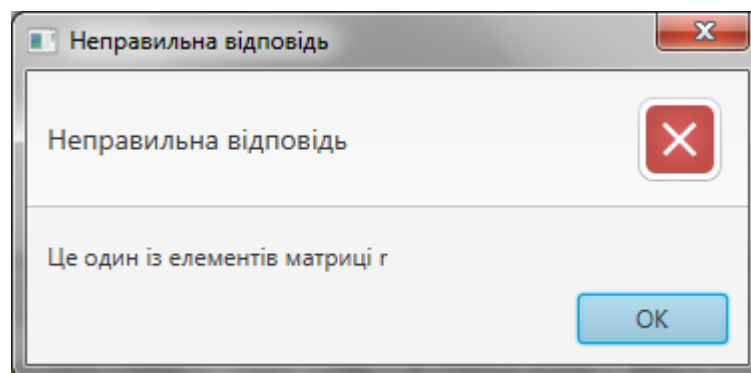 Неправильна відповідь
Неправильна відповідь
Це один із елементів матриці r
OK